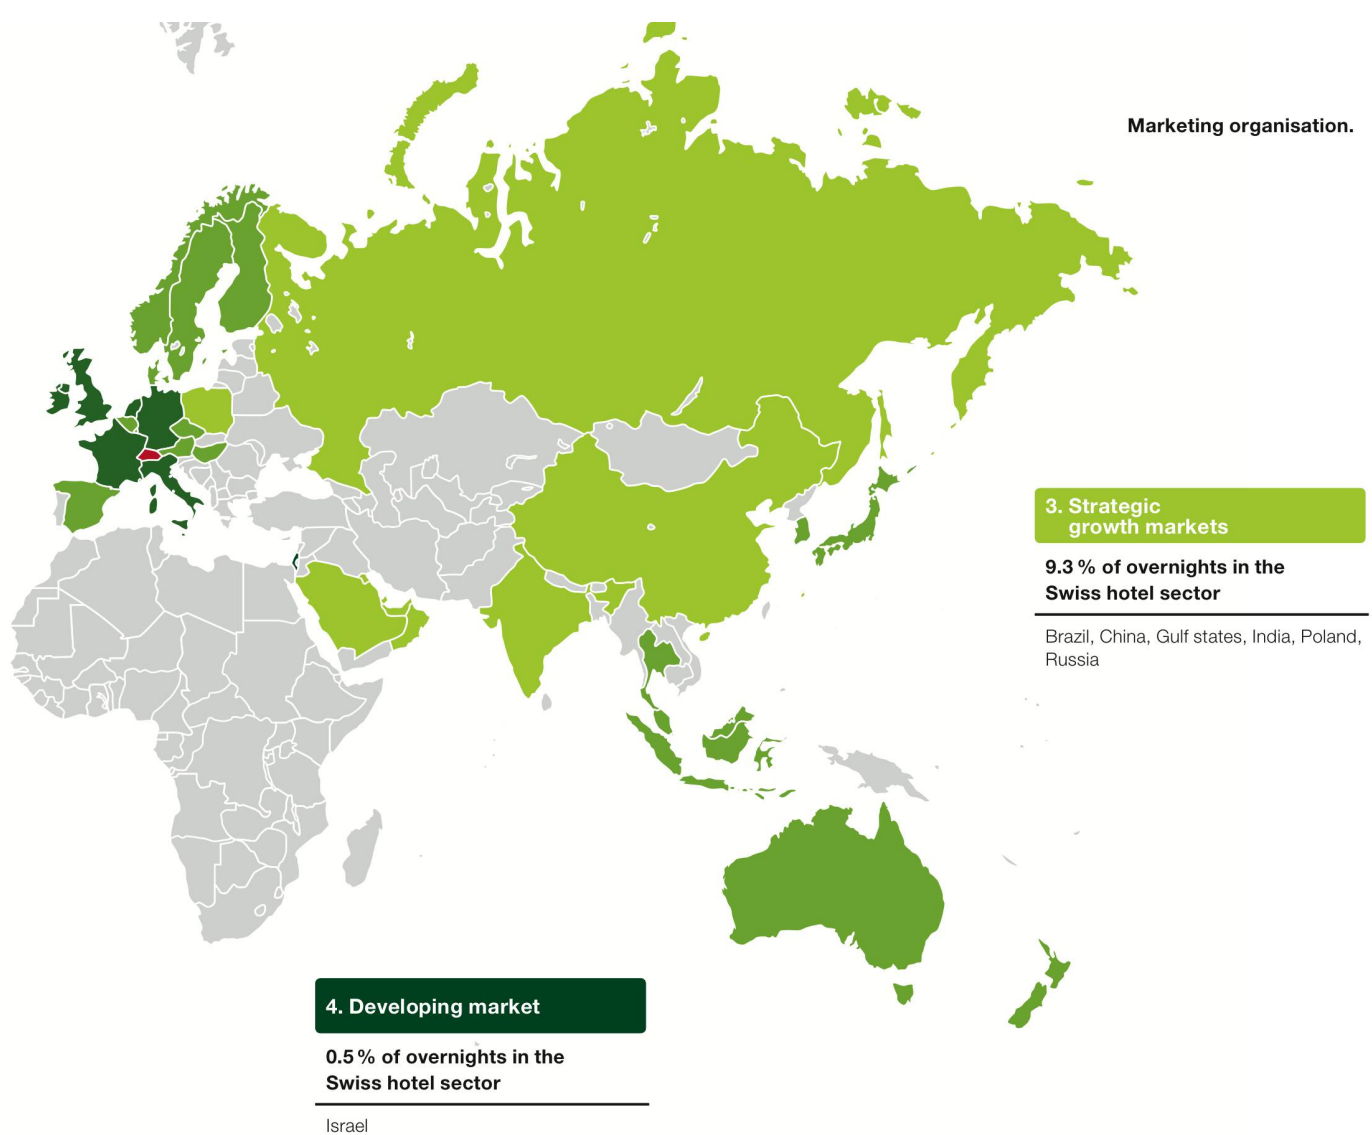 Marketing organisation.
3. Strategic
growth markets
9.3 % of overnights in the
Swiss hotel sector
Brazil, China, Gulf states, India, Poland,
Russia
4. Developing market
0.5 % of overnights in the
Swiss hotel sector
Israel